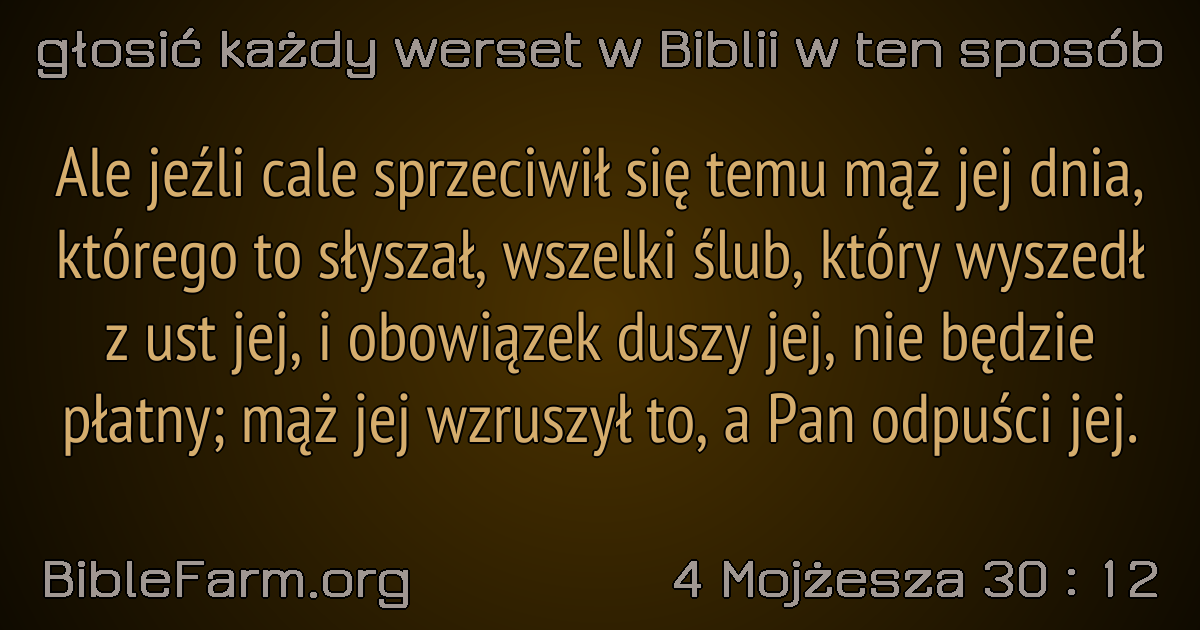 głosić każdy werset w Biblii w ten sposób
Ale jeźli cale sprzeciwił się temu mąż jej dnia,
którego to słyszał, wszelki ślub, który wyszedł
z ust jej, i obowiązek duszy jej, nie będzie
płatny; mąż jej wzruszył to, a Pan odpuści jej.
BibleFarm.org
4 Mojżesza 30 : 12